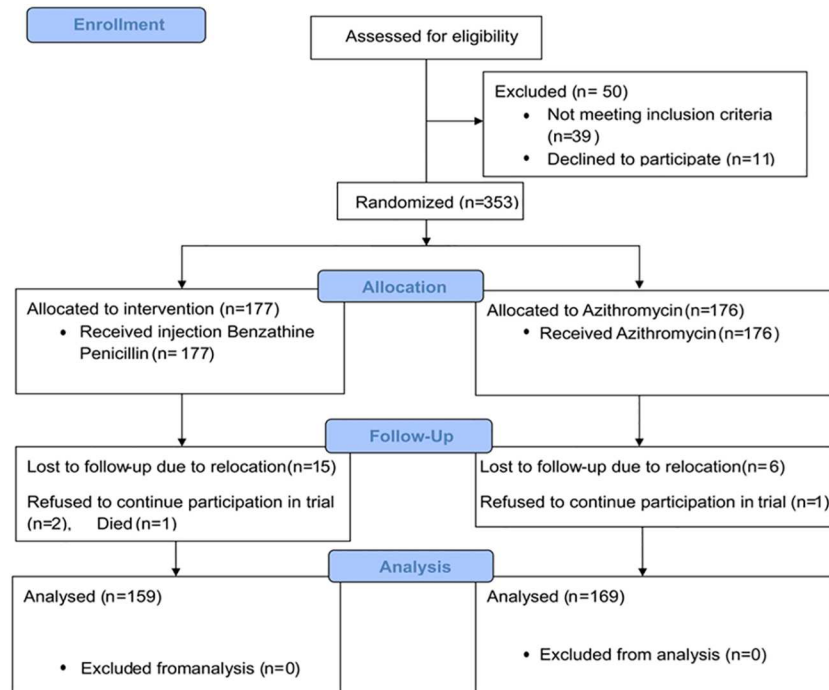 Enrollment
Assessed for eligibility
Excluded (n= 50)
• Not meeting inclusion criteria
(n=39)
• Declined to participate (n=11)
Randomized (n=353)
Allocation
Allocated to intervention (n=177)
• Received injection Benzathine
Penicillin (n= 177)
Allocated to Azithromycin (n=176)
• Received Azithromycin (n=176)
Follow-Up
Lost to follow-up due to relocation (n=15)
Refused to continue participation in trial
(n=2), Died (n=1)
Lost to follow-up due to relocation (n=6)
Refused to continue participation in trial (n=1)
Analysis
Analysed (n=159)
• Excluded fromanalysis (n=0)
Analysed (n=169)
• Excluded from analysis (n=0)